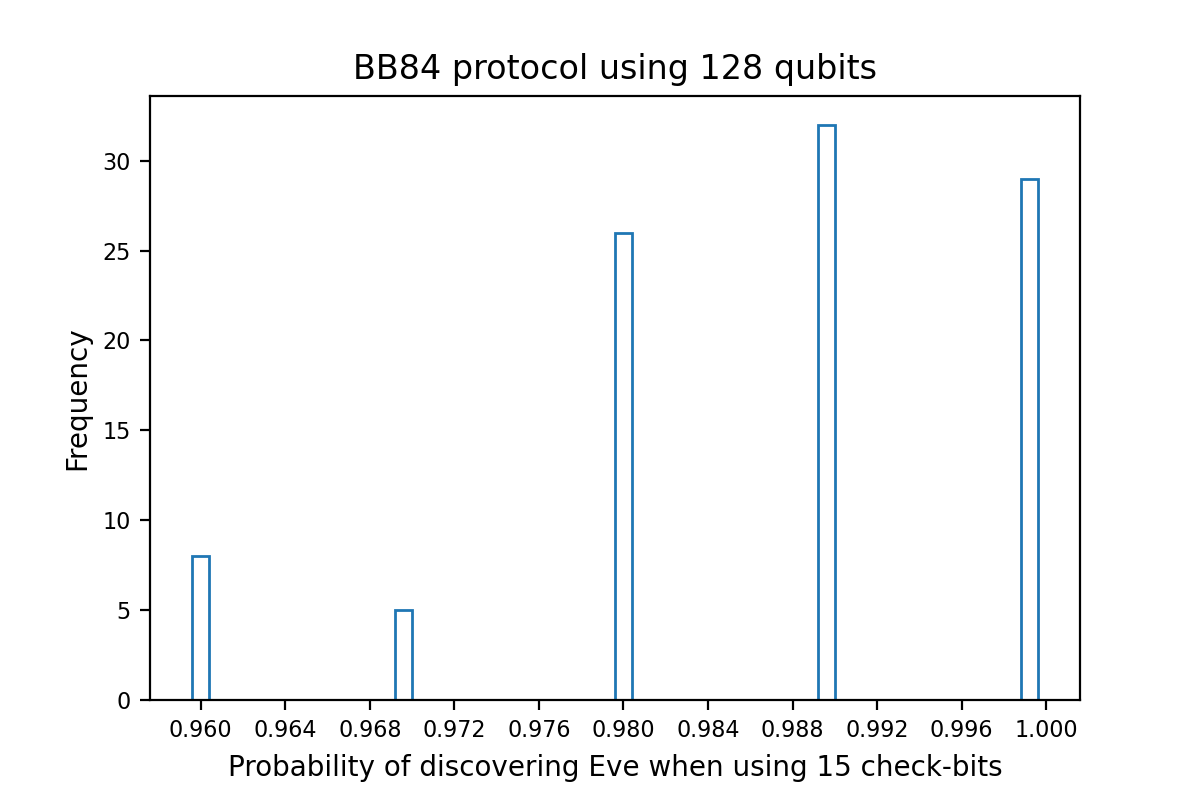 BB84 protocol using 128 qubits
30
25
20
15
10
5
0
Frequency
0.960 0.964 0.968 0.972 0.976 0.980 0.984 0.988 0.992 0.996 1.000
Probability of discovering Eve when using 15 check-bits